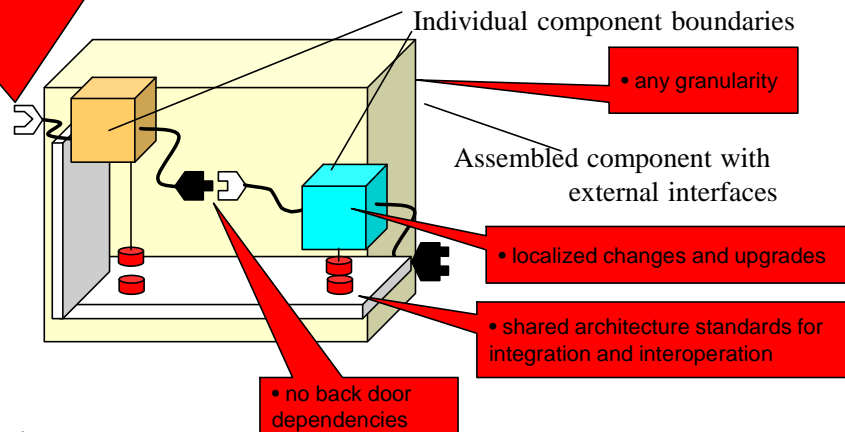 Individual component boundaries
• any granularity
Assembled component with
external interfaces
• localized changes and upgrades
• shared architecture standards for
integration and interoperation
• no back door
dependencies